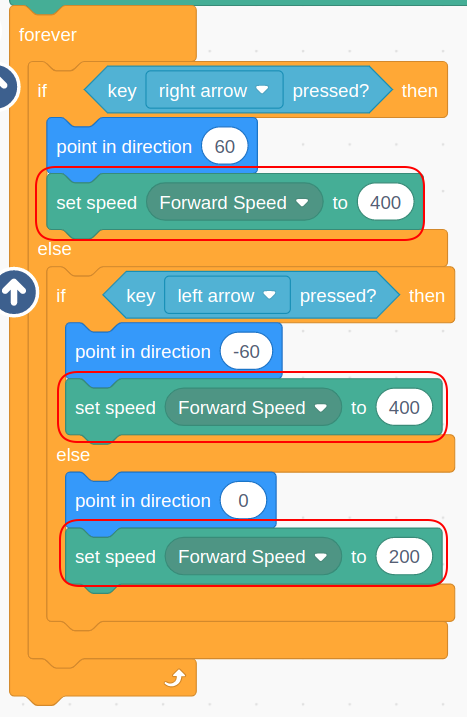 forever
if key right arrow pressed? then
point in direction 60
set speed Forward Speed to 400
else
if key left arrow pressed? then
point in direction -60
set speed Forward Speed to 400
else
point in direction 0
set speed Forward Speed to 200